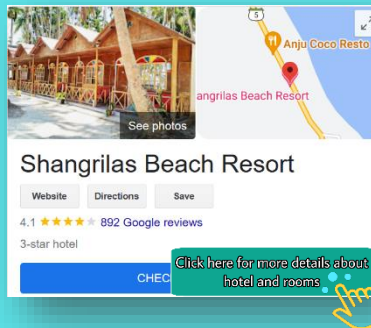 5
Anju Coco Resto
angrilas Beach Resort
See photos
Shangrilas Beach Resort
Website Directions Save
4.1 892 Google reviews
3-star hotel
CHEC
Click here for more details about
hotel and rooms